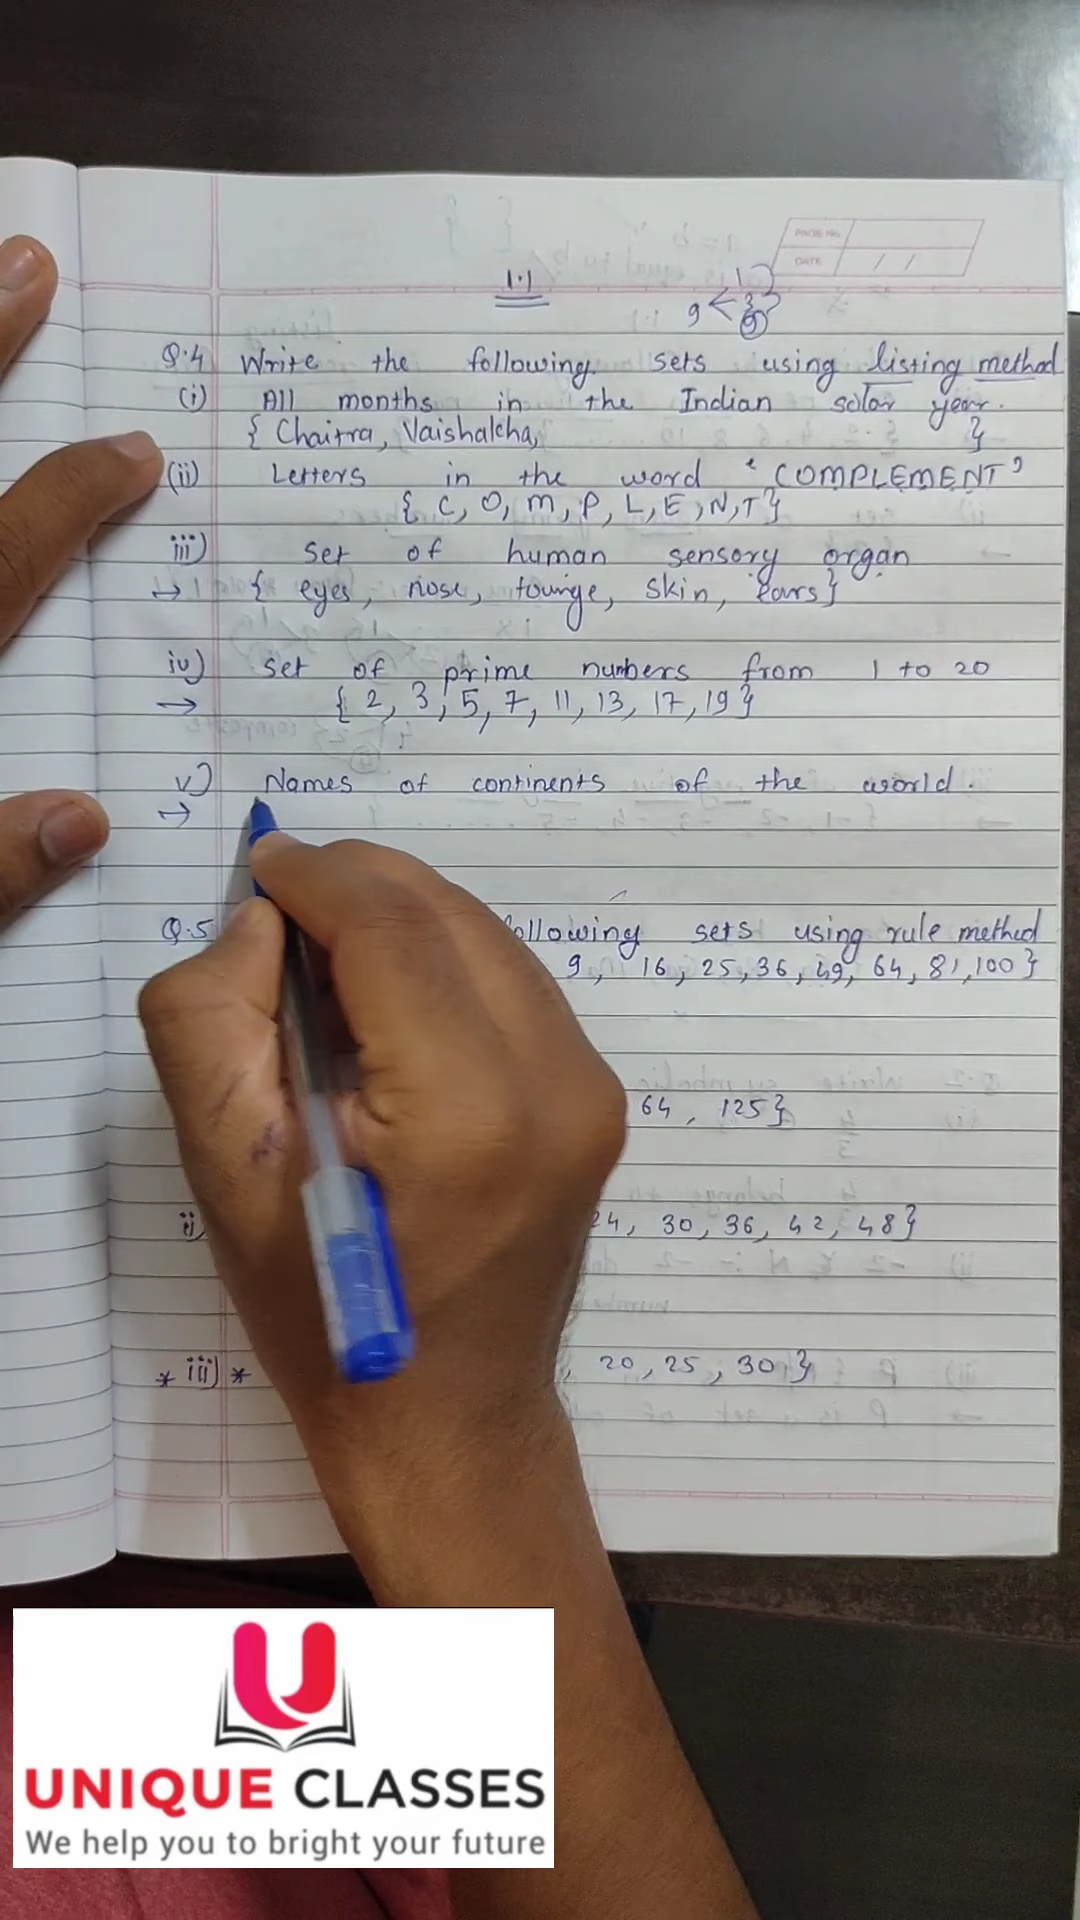 PAGE No.
DATE / /
1.1
1
9 < 3
9
Q.4 Write the following sets using listing method
(i) All months in the Indian solar year.
{ Chaitra, Vaishakha, }
(ii) Letters in the word 'COMPLEMENT'
{ C, O, M, P, L, E, N, T}
iii) set of human sensory organ
→ { eyes, nose, tounge, skin, ears}
iv) set of prime numbers from 1 to 20
→ { 2, 3, 5, 7, 11, 13, 17, 19 }
v) Names of continents of the world.
→
Q.5 following sets using rule method
9, 16, 25, 36, 49, 64, 81, 100 }
64, 125}
ii) 24, 30, 36, 42, 48}
* iii) * , 20, 25, 30 }
UNIQUE CLASSES
We help you to bright your future